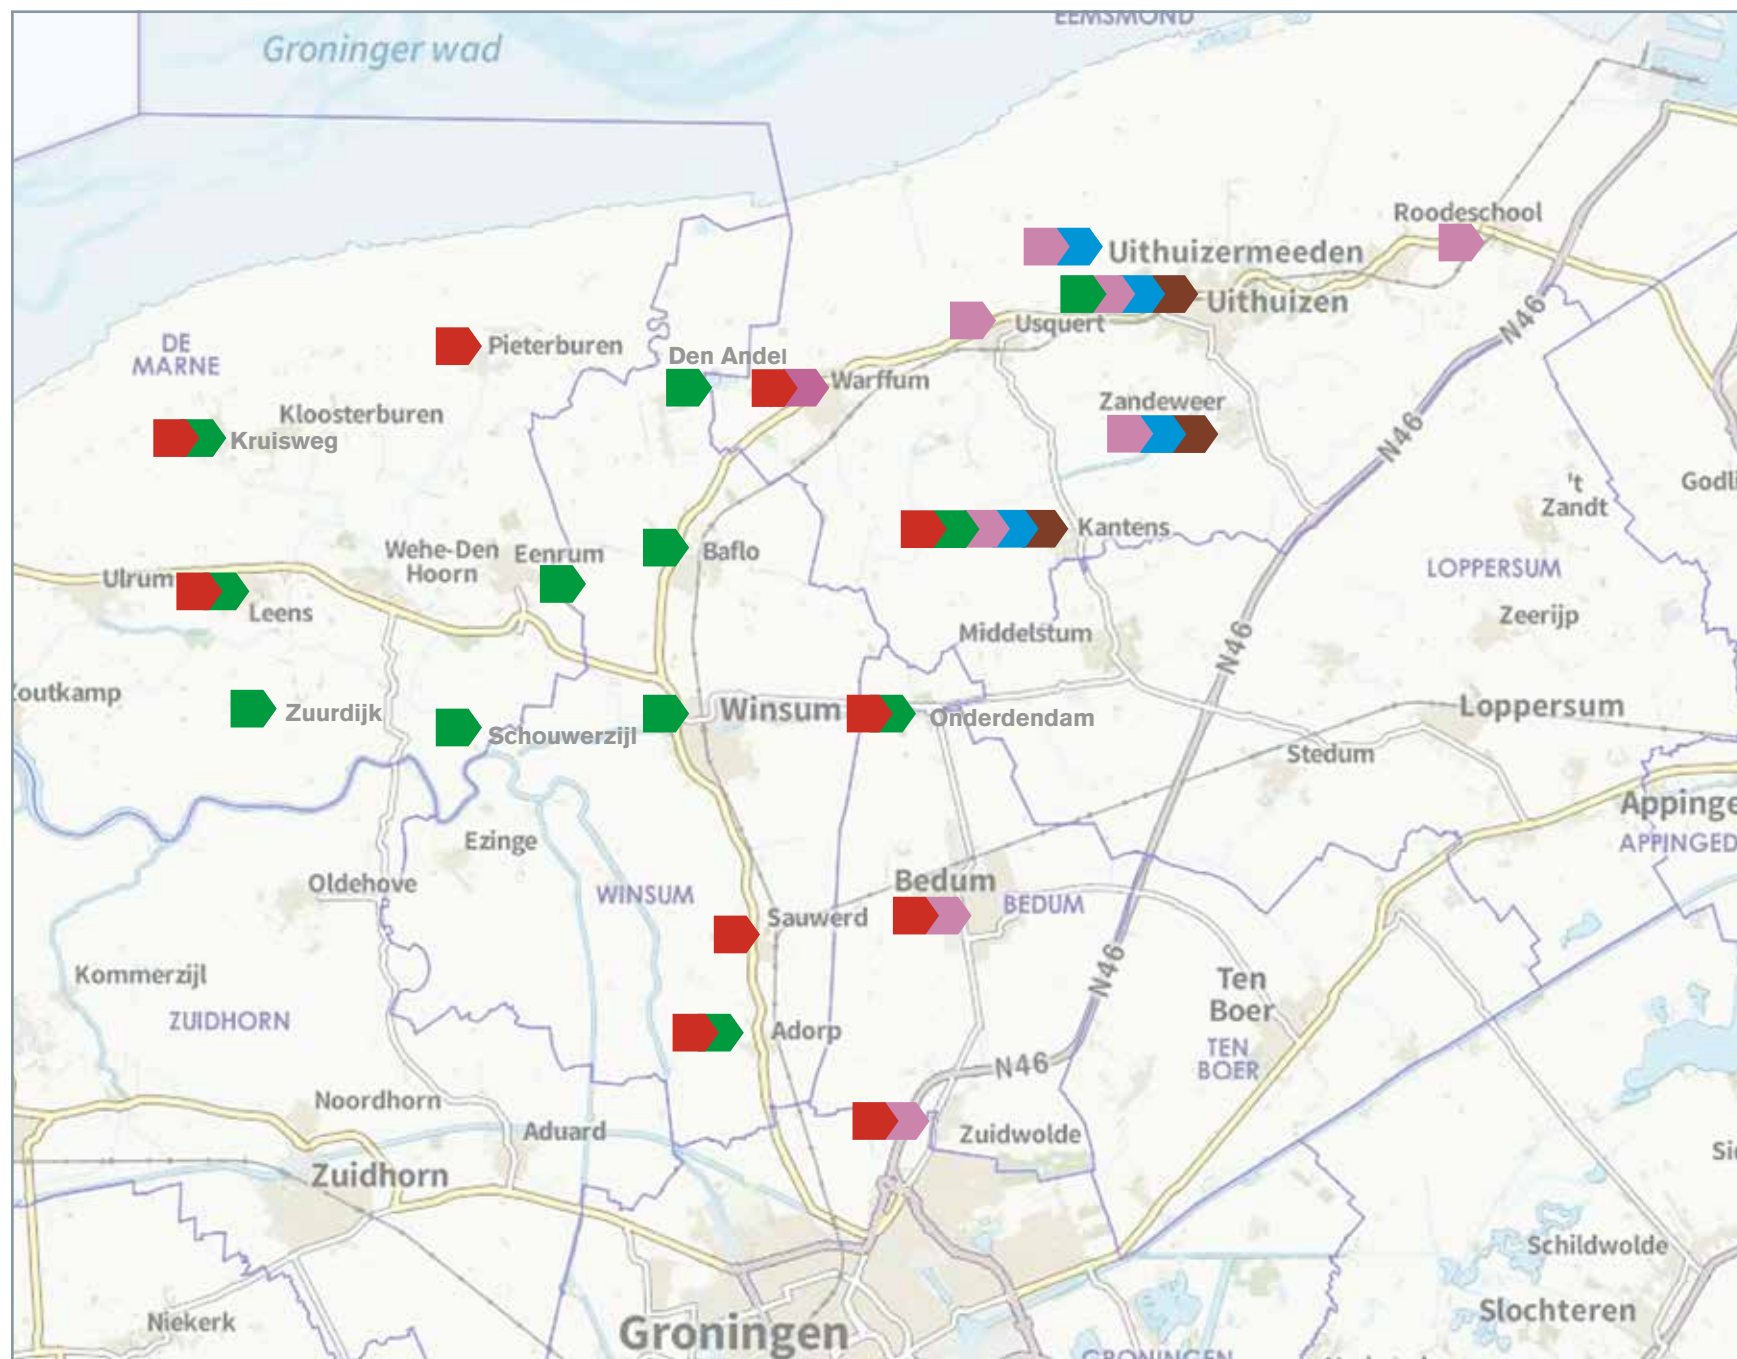 EEMSMOND
Groninger wad
Roodeschool
Uithuizermeeden
Uithuizen
Usquert
N46
DE
MARNE
Pieterburen
Den Andel
Warffum
Zandeweer
Kloosterburen
Kruisweg
N46
't
Zandt
Kantens
Wehe-Den
Hoorn
Eenrum
Baflo
LOPPERSUM
Ulrum
Leens
Zeerijp
Middelstum
N46
Zuurdijk
Schouwerzijl
Winsum
Onderdendam
Loppersum
Stedum
Ezinge
Oldehove
WINSUM
Bedum
BEDUM
Sauwerd
N46
Kommerzijl
ZUIDHORN
Ten
Boer
Adorp
TEN
BOER
N46
Noordhorn
Aduard
Zuidwolde
Zuidhorn
Schildwolde
Niekerk
Groningen
Slochteren